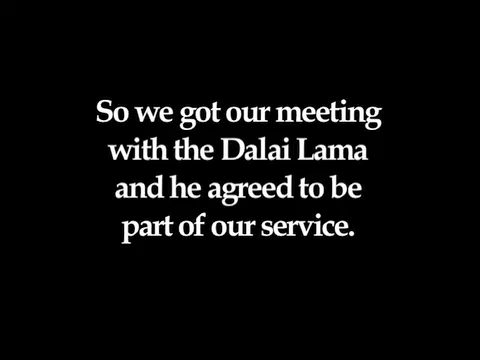 So we got our meeting
with the Dalai Lama
and he agreed to be
part of our service.